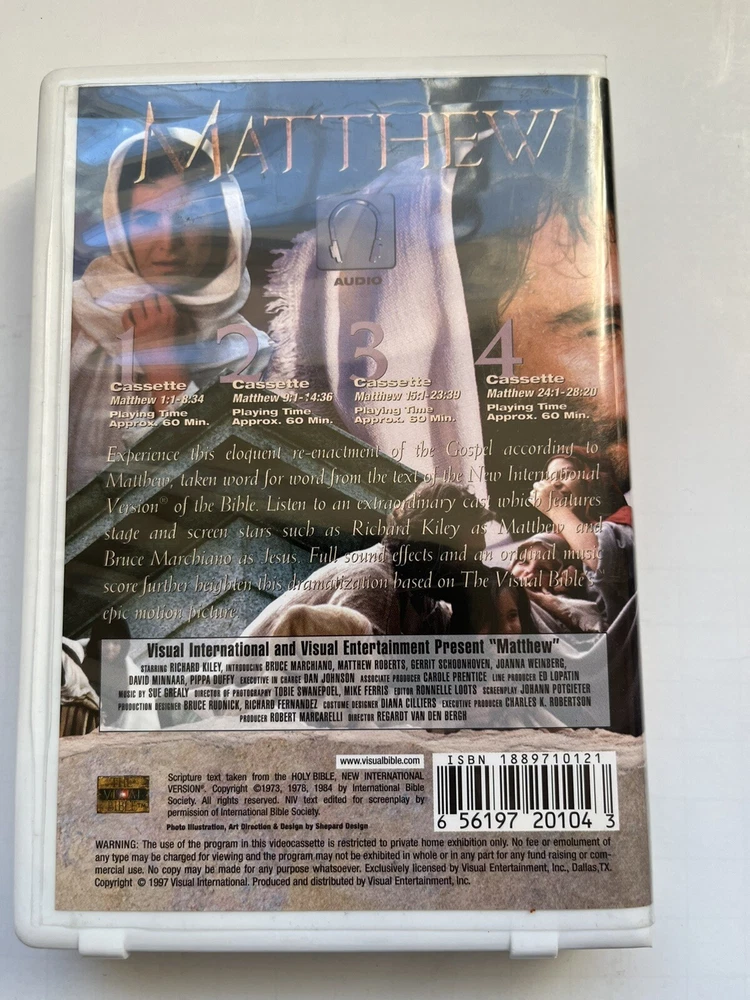 MATTHEW
AUDIO
1 2 3 4
Cassette Cassette Cassette Cassette
Matthew 1:1-8:34 Matthew 9:1-14:36 Matthew 15:1-23:39 Matthew 24:1-28:20
Playing Time Playing Time Playing Time Playing Time
Approx. 60 Min. Approx. 60 Min. Approx. 60 Min. Approx. 60 Min.
Experience this eloquent re-enactment of the Gospel according to
Matthew, taken word for word from the text of the New International
Version® of the Bible. Listen to an extraordinary cast which features
stage and screen stars such as Richard Kiley as Matthew and
Bruce Marchiano as Jesus. Full sound effects and an original music
score further heighten this dramatization based on The Visual Bible's™
epic motion picture.
Visual International and Visual Entertainment Present "Matthew"
STARRING RICHARD KILEY, INTRODUCING BRUCE MARCHIANO, MATTHEW ROBERTS, GERRIT SCHOONHOVEN, JOANNA WEINBERG,
DAVID MINNAAR, PIPPA DUFFY EXECUTIVE IN CHARGE DAN JOHNSON ASSOCIATE PRODUCER CAROLE PRENTICE LINE PRODUCER ED LOPATIN
MUSIC BY SUE GREALY DIRECTOR OF PHOTOGRAPHY TOBIE SWANEPOEL, MIKE FERRIS EDITOR RONNELLE LOOTS SCREENPLAY JOHANN POTGIETER
PRODUCTION DESIGNER BRUCE RUDNICK, RICHARD FERNANDEZ COSTUME DESIGNER DIANA CILLIERS EXECUTIVE PRODUCER CHARLES K. ROBERTSON
PRODUCER ROBERT MARCARELLI DIRECTOR REGARDT VAN DEN BERGH
www.visualbible.com
ISBN 1889710121
Scripture text taken from the HOLY BIBLE, NEW INTERNATIONAL
VERSION®. Copyright ©1973, 1978, 1984 by International Bible
Society. All rights reserved. NIV text edited for screenplay by
permission of International Bible Society.
Photo Illustration, Art Direction & Design by Shepard Design
6 56197 20104 3
WARNING: The use of the program in this videocassette is restricted to private home exhibition only. No fee or emolument of
any type may be charged for viewing and the program may not be exhibited in whole or in any part for any fund raising or com-
mercial use. No copy may be made for any purpose whatsoever. Exclusively licensed by Visual Entertainment, Inc., Dallas,TX.
Copyright © 1997 Visual International. Produced and distributed by Visual Entertainment, Inc.